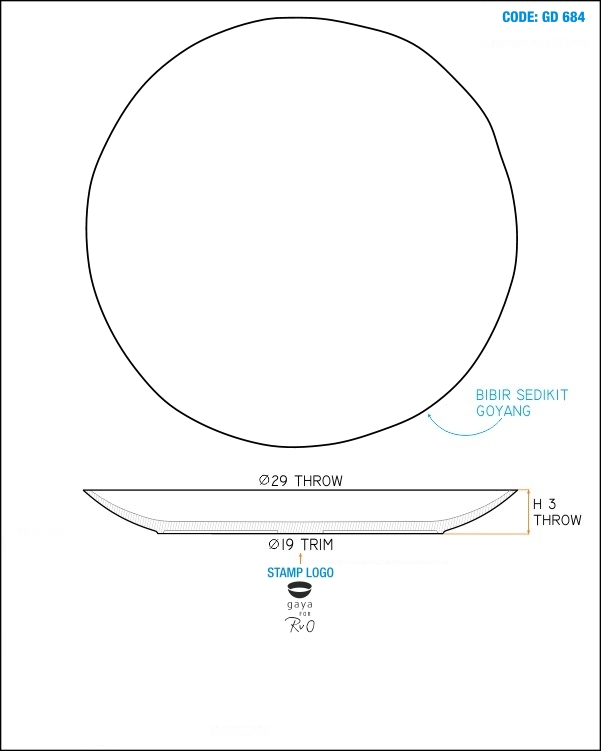 CODE: GD 684
BIBIR SEDIKIT
GOYANG
Ø29 THROW
H 3
THROW
Ø19 TRIM
STAMP LOGO
gaya
FOR
RvO